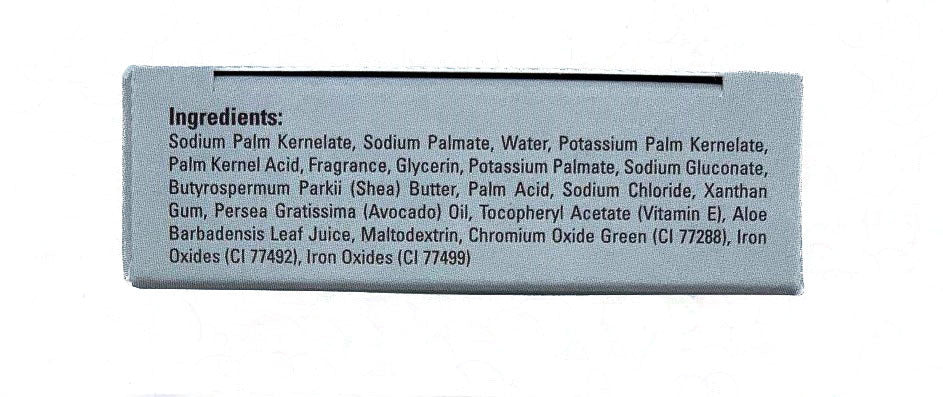 Ingredients:
Sodium Palm Kernelate, Sodium Palmate, Water, Potassium Palm Kernelate,
Palm Kernel Acid, Fragrance, Glycerin, Potassium Palmate, Sodium Gluconate,
Butyrospermum Parkii (Shea) Butter, Palm Acid, Sodium Chloride, Xanthan
Gum, Persea Gratissima (Avocado) Oil, Tocopheryl Acetate (Vitamin E), Aloe
Barbadensis Leaf Juice, Maltodextrin, Chromium Oxide Green (CI 77288), Iron
Oxides (CI 77492), Iron Oxides (CI 77499)